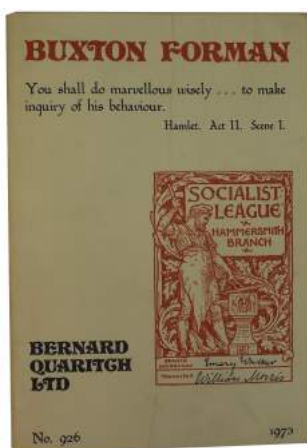 BUXTON FORMAN
You shall do marvellous wisely . . . to make
inquiry of his behaviour.
Hamlet. Act II. Scene I.
SOCIALIST
LEAGUE
HAMMERSMITH
BRANCH
BERNARD
QUARITCH
LTD
Emery Walker
William Morris
No. 926
1973